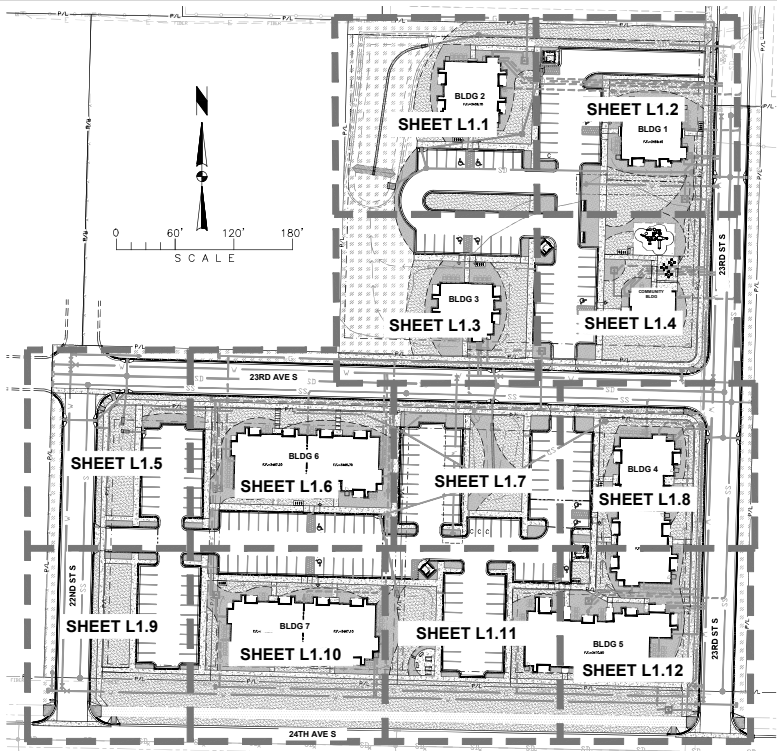 P/L
P/L
P/L
P/L
P/L
BLDG 2
SHEET L1.1
SHEET L1.2
BLDG 1
SD
C
0 60' 120' 180'
SCALE
23RD ST S
BLDG 3
COMMUNITY
BLDG
SHEET L1.3
SHEET L1.4
P/L
P/L
23RD AVE S
SD
W
SHEET L1.5
BLDG 6
SHEET L1.6
SHEET L1.7
BLDG 4
SHEET L1.8
SS
C C C
22ND ST S
P/L
SHEET L1.9
BLDG 7
SHEET L1.10
SHEET L1.11
BLDG 5
SHEET L1.12
23RD ST S
P/L
P/L
P/L
P/L
24TH AVE S